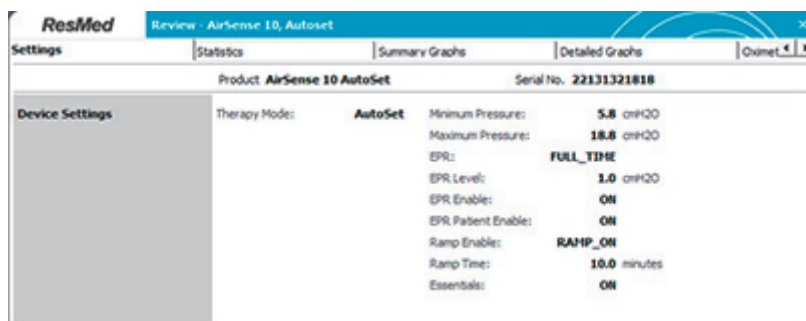 ResMed Review - AirSense 10, Autoset
Settings Statistics Summary Graphs Detailed Graphs Oximet
Product AirSense 10 AutoSet Serial No. 22131321818
Device Settings Therapy Mode: AutoSet Minimum Pressure: 5.8 cmH2O
Maximum Pressure: 18.8 cmH2O
EPR: FULL_TIME
EPR Level: 1.0 cmH2O
EPR Enable: ON
EPR Patient Enable: ON
Ramp Enable: RAMP_ON
Ramp Time: 10.0 minutes
Essentials: ON